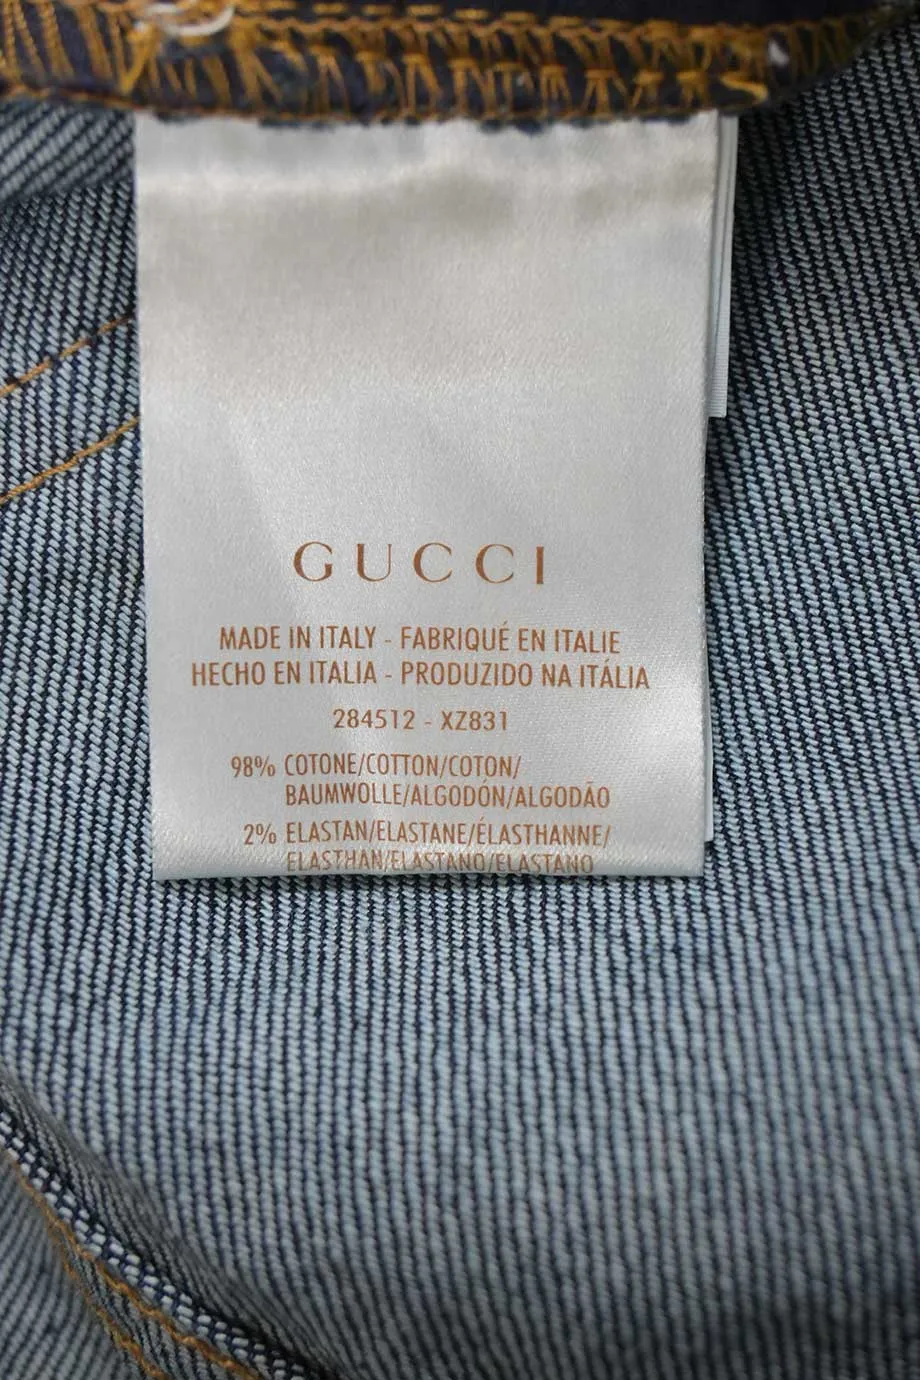 GUCCI
MADE IN ITALY - FABRIQUÉ EN ITALIE
HECHO EN ITALIA - PRODUZIDO NA ITÁLIA
284512 - XZ831
98% COTONE/COTTON/COTON/
BAUMWOLLE/ALGODÓN/ALGODÃO
2% ELASTAN/ELASTANE/ÉLASTHANNE/
ELASTHAN/ELASTANO/ELASTANO